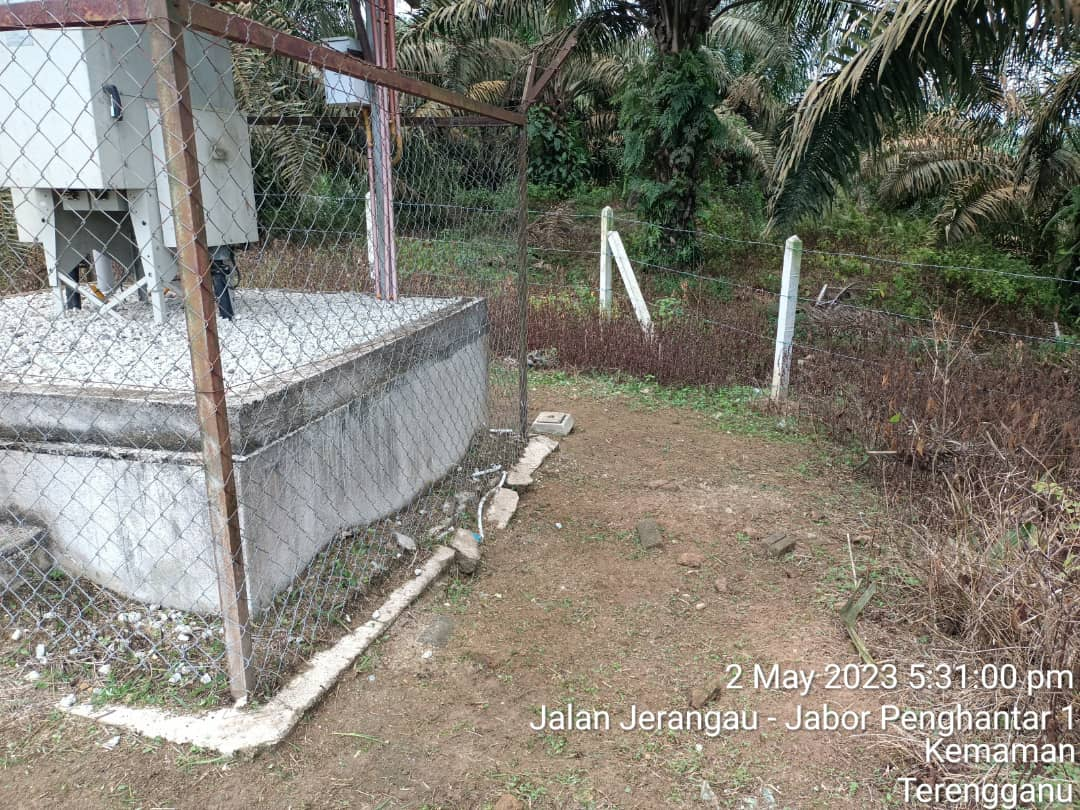 2 May 2023 5:31:00 pm
Jalan Jerangau - Jabor Penghantar 1
Kemaman
Terengganu